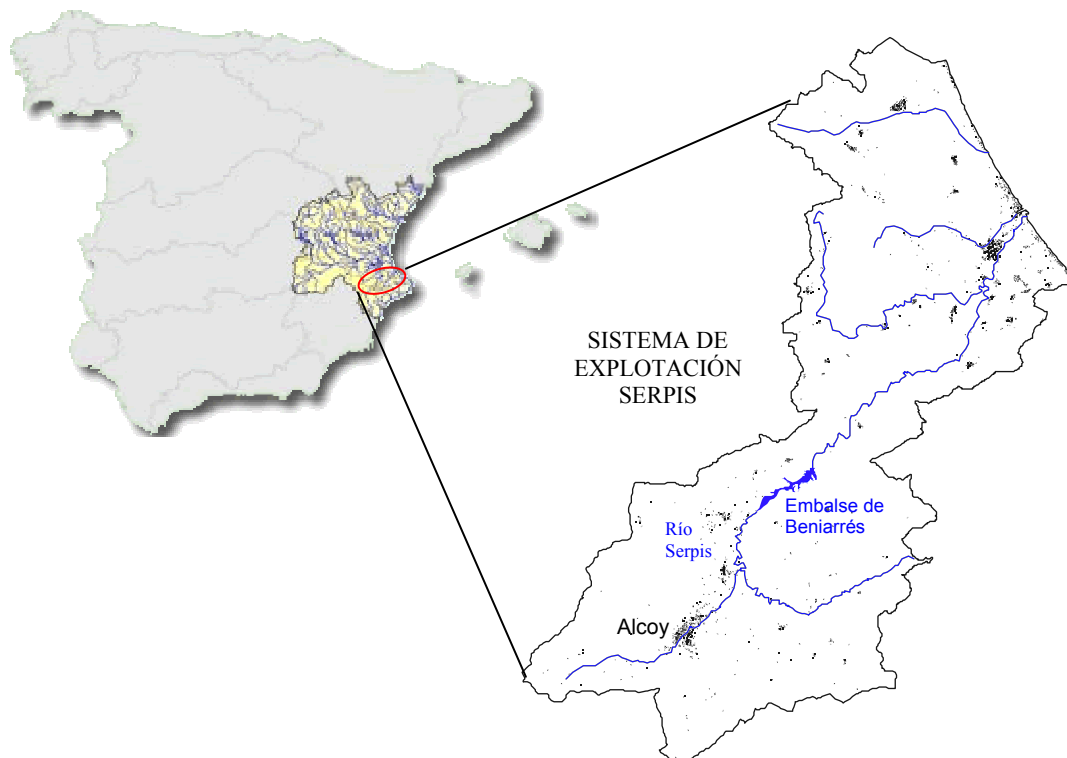 SISTEMA DE
EXPLOTACIÓN
SERPIS
Embalse de
Beniarrés
Río
Serpis
Alcoy